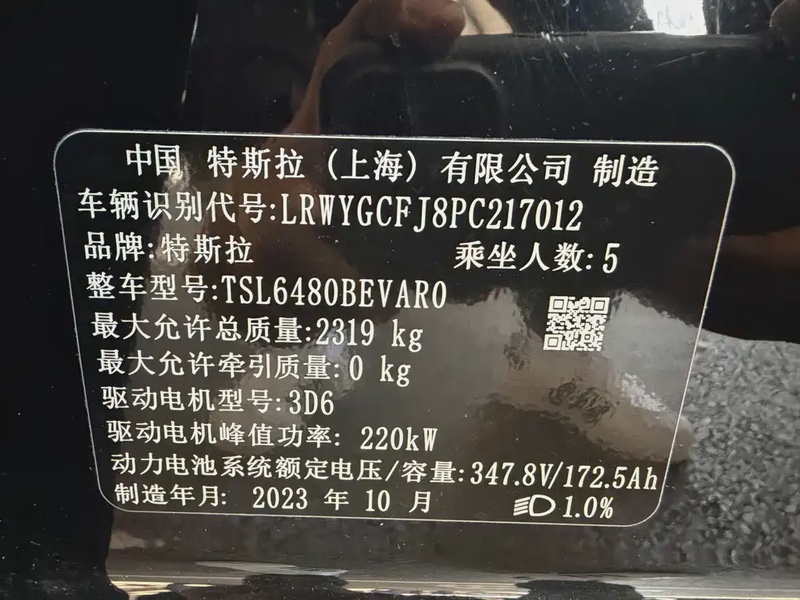 中国 特斯拉 (上海) 有限公司 制造
车辆识别代号:LRWYGCFJ8PC217012
品牌:特斯拉 乘坐人数:5
整车型号:TSL6480BEVAR0
最大允许总质量:2319 kg
最大允许牵引质量:0 kg
驱动电机型号:3D6
驱动电机峰值功率: 220kW
动力电池系统额定电压/容量:347.8V/172.5Ah
制造年月: 2023 年 10 月 1.0%